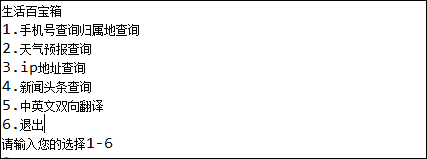 生活百宝箱
1.手机号查询归属地查询
2.天气预报查询
3.ip地址查询
4.新闻头条查询
5.中英文双向翻译
6.退出
请输入您的选择1-6